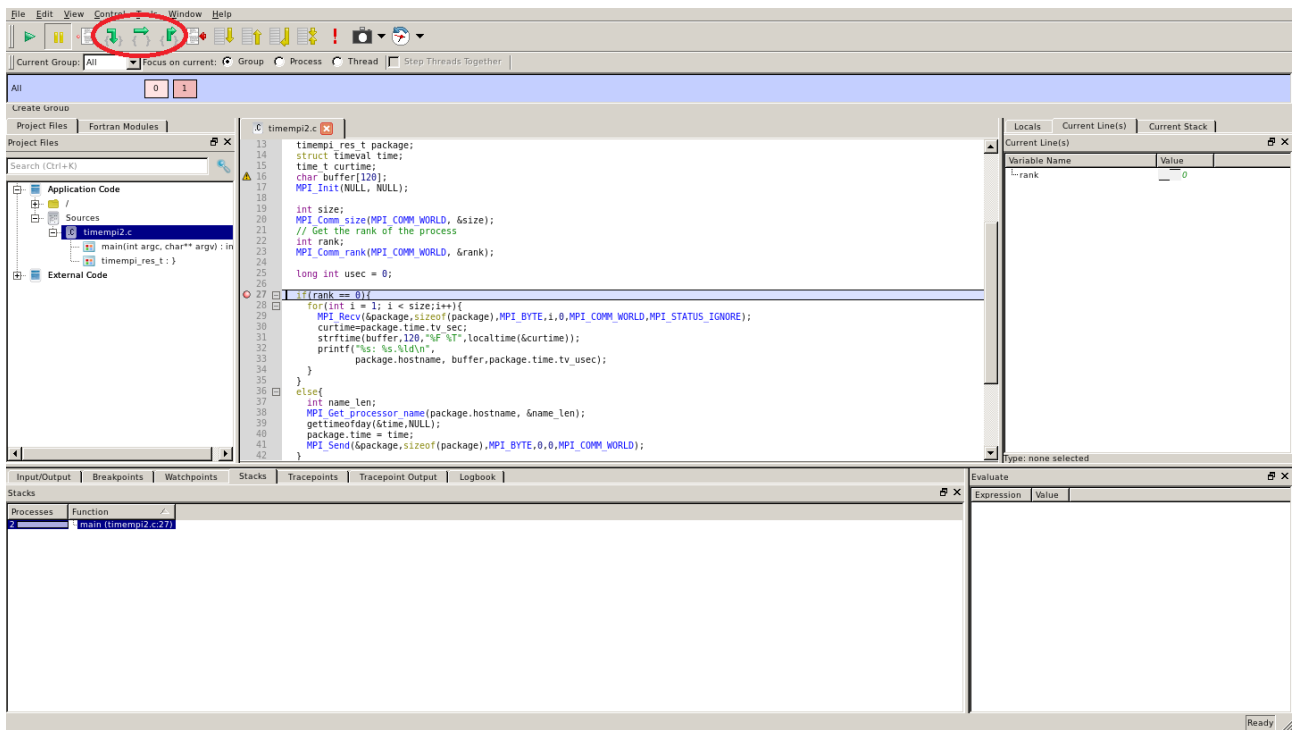 File Edit View Control Tools Window Help
Current Group: All Focus on current: Group Process Thread Step Threads Together
All 0 1
Create Group
Project Files Fortran Modules
Project Files
Search (Ctrl+K)
Application Code
/
Sources
timempi2.c
main(int argc, char** argv) : in
timempi_res_t : }
External Code
timempi2.c
13 timempi_res_t package;
14 struct timeval time;
15 time_t curtime;
16 char buffer[120];
17 MPI_Init(NULL, NULL);
18
19 int size;
20 MPI_Comm_size(MPI_COMM_WORLD, &size);
21 // Get the rank of the process
22 int rank;
23 MPI_Comm_rank(MPI_COMM_WORLD, &rank);
24
25 long int usec = 0;
26
27 if(rank == 0){
28 for(int i = 1; i < size;i++){
29 MPI_Recv(&package,sizeof(package),MPI_BYTE,i,0,MPI_COMM_WORLD,MPI_STATUS_IGNORE);
30 curtime=package.time.tv_sec;
31 strftime(buffer,120,"%F %T",localtime(&curtime));
32 printf("%s: %s.%ld\n",
33 package.hostname, buffer,package.time.tv_usec);
34 }
35 }
36 else{
37 int name_len;
38 MPI_Get_processor_name(package.hostname, &name_len);
39 gettimeofday(&time,NULL);
40 package.time = time;
41 MPI_Send(&package,sizeof(package),MPI_BYTE,0,0,MPI_COMM_WORLD);
42 }
Locals Current Line(s) Current Stack
Current Line(s)
Variable Name Value
rank 0
Type: none selected
Input/Output Breakpoints Watchpoints Stacks Tracepoints Tracepoint Output Logbook
Stacks
Processes Function
2 main (timempi2.c:27)
Evaluate
Expression Value
Ready